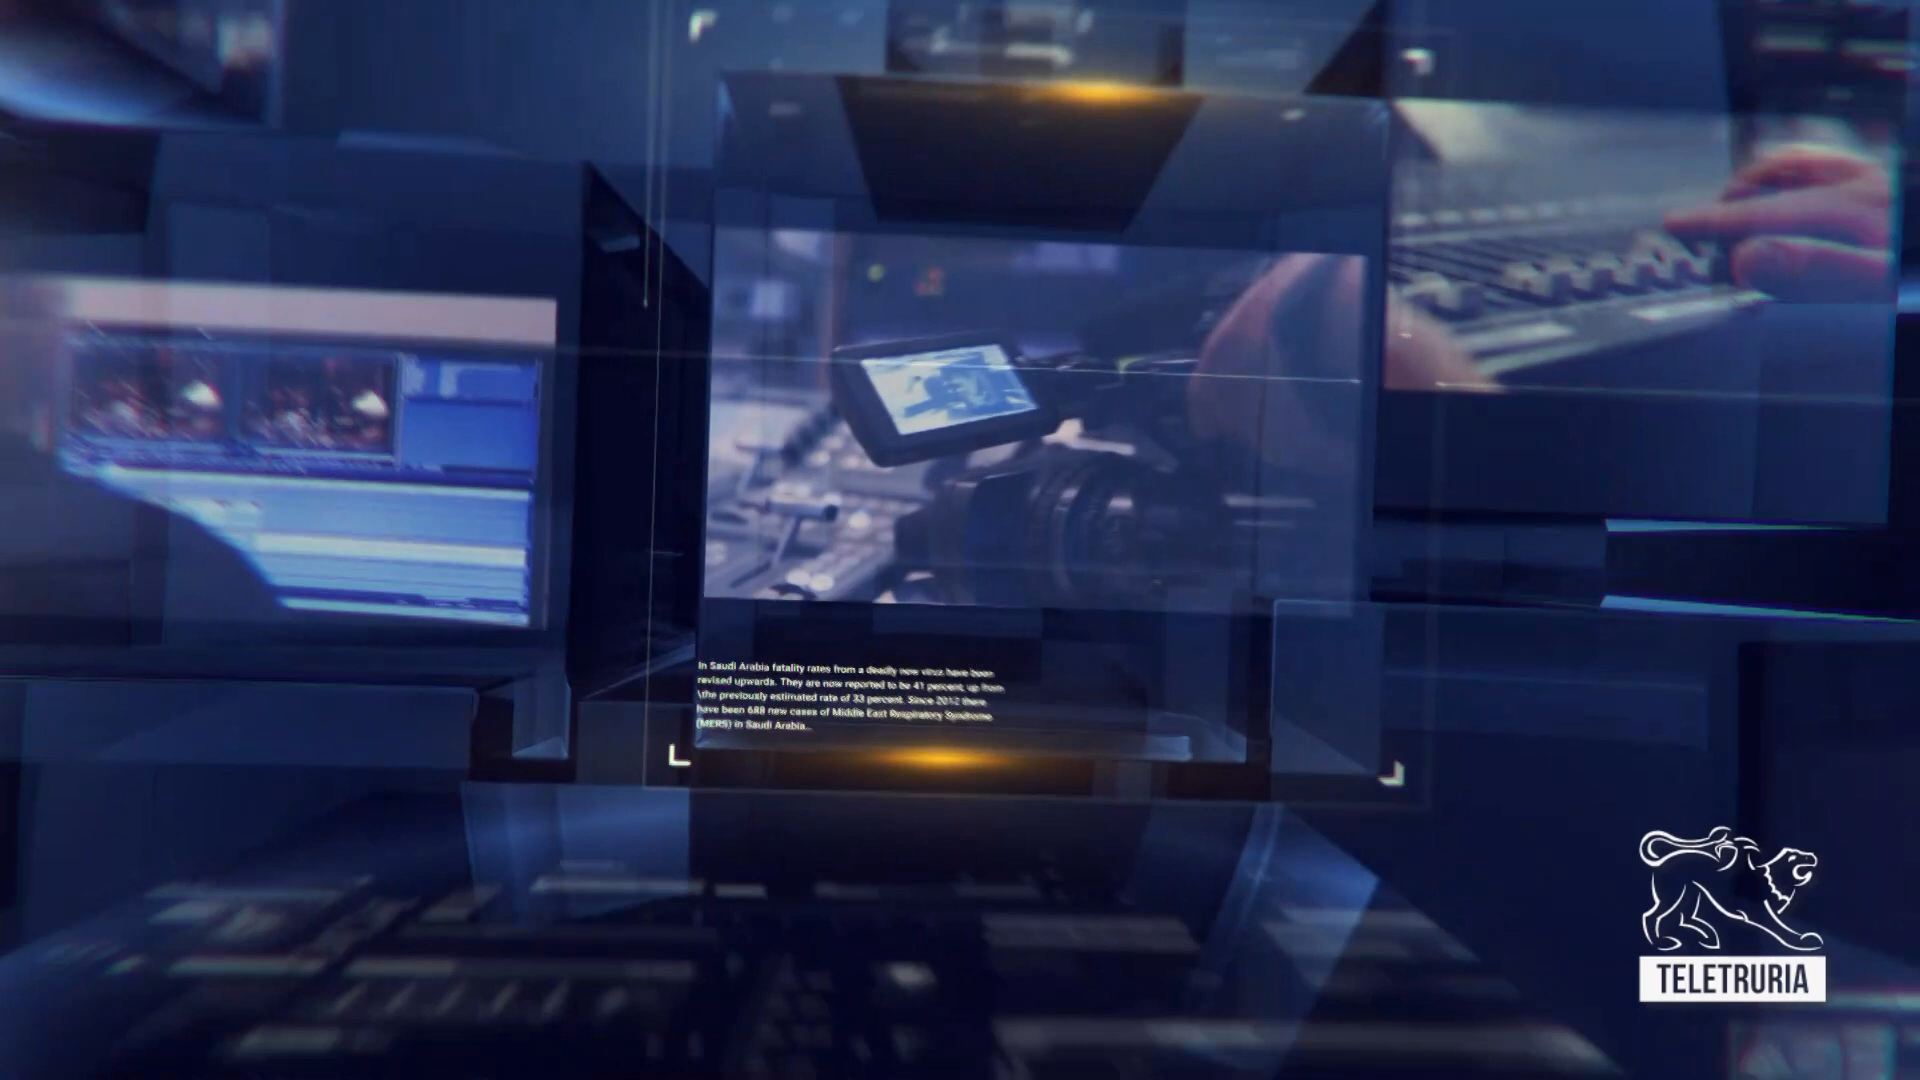 In Saudi Arabia fatality rates from a deadly new virus have been
revised upwards. They are now reported to be 41 percent, up from
\the previously estimated rate of 33 percent. Since 2012 there
have been 688 new cases of Middle East Respiratory Syndrome
(MERS) in Saudi Arabia...
TELETRURIA